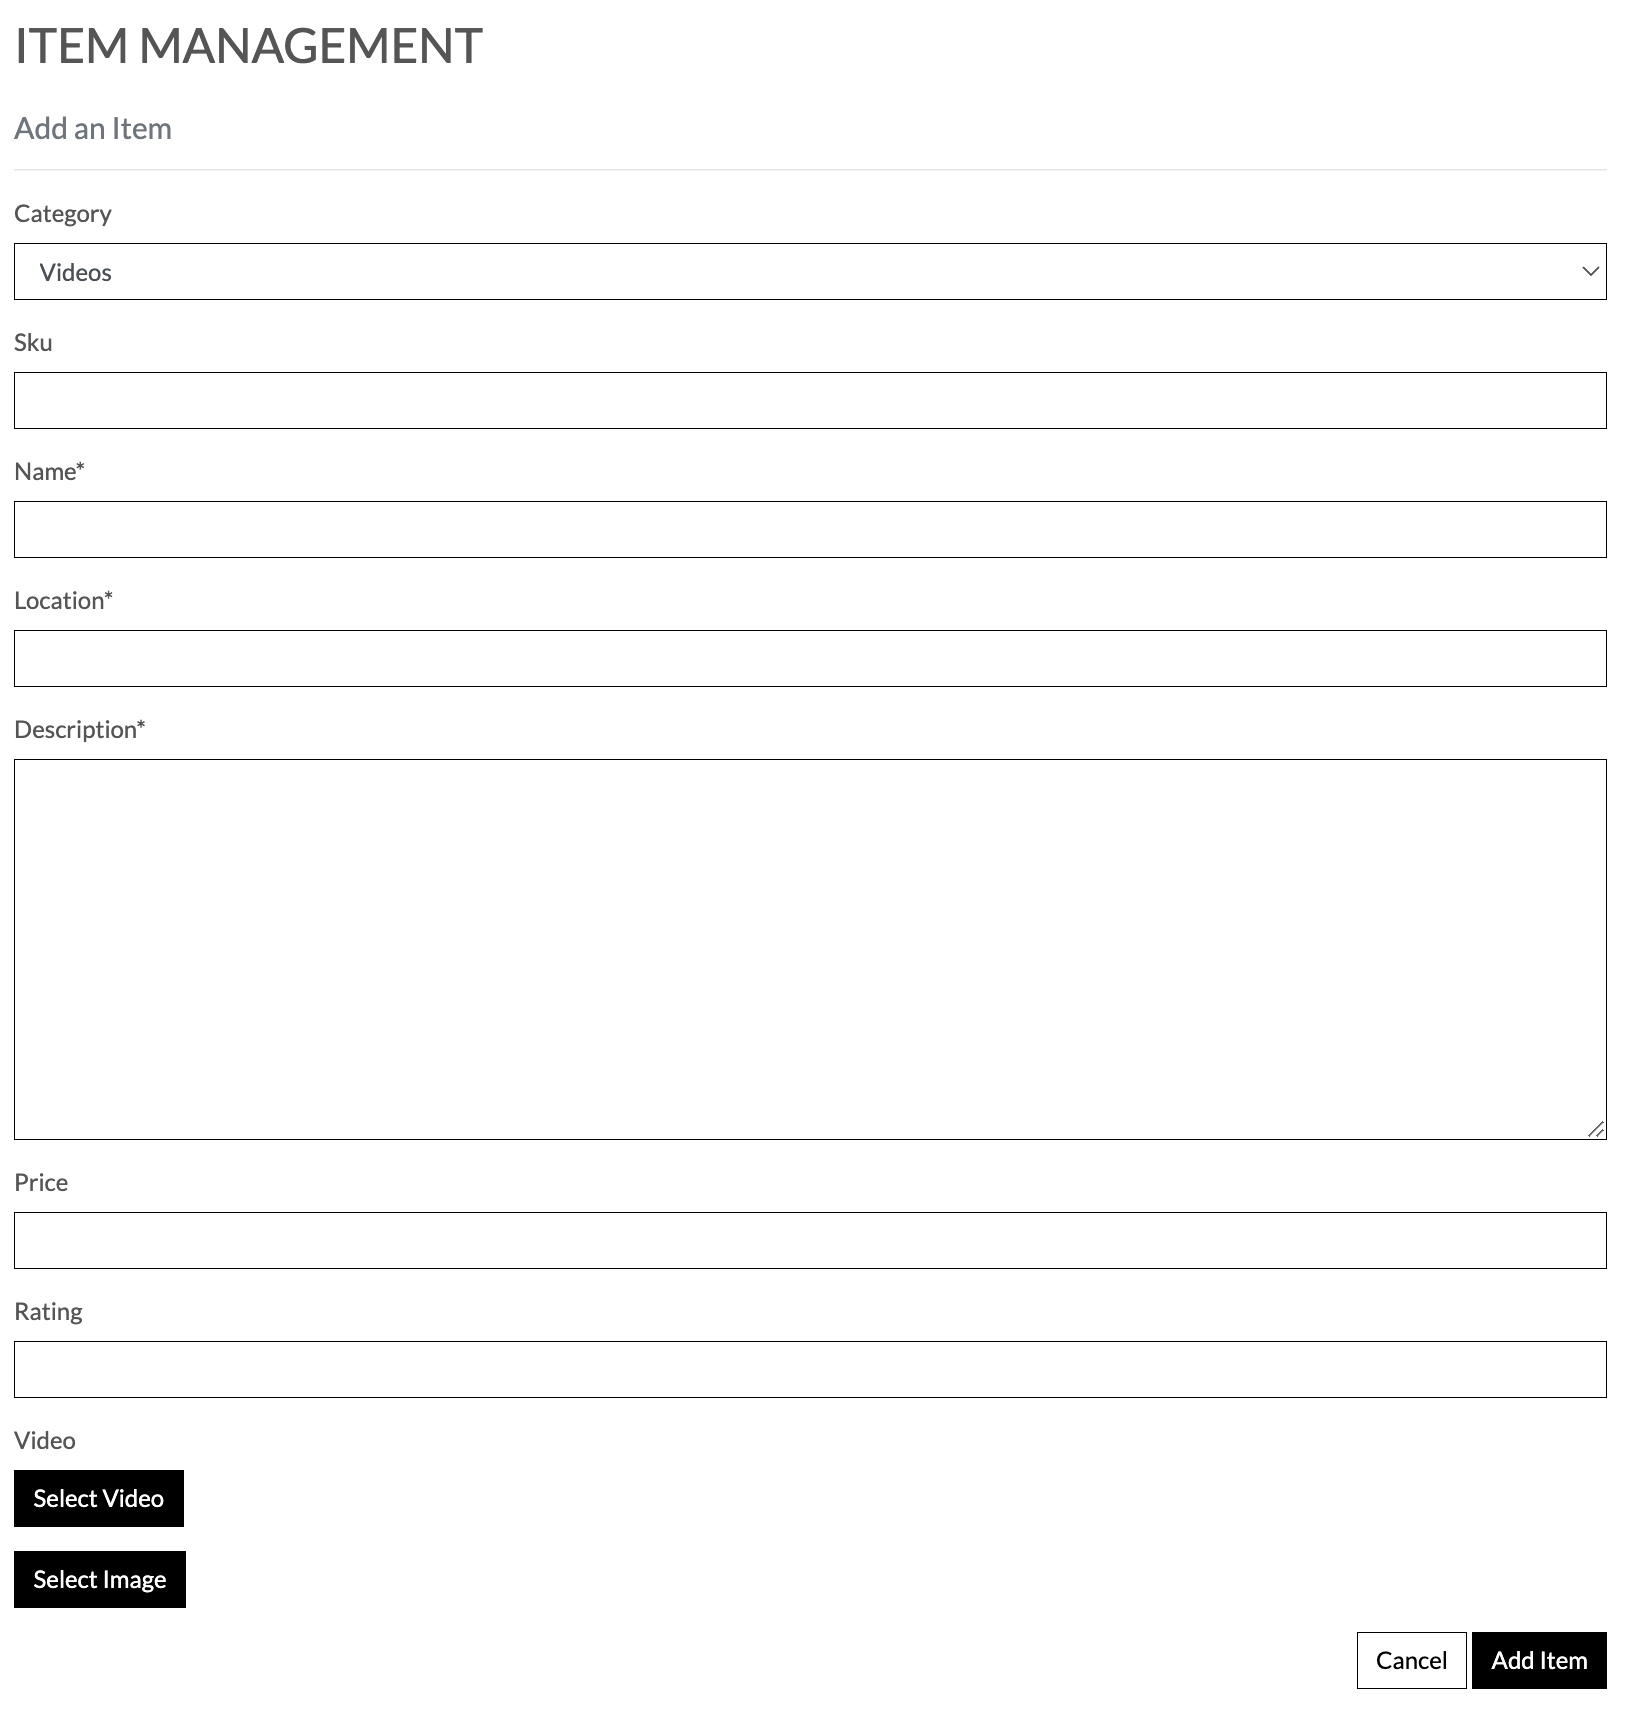 ITEM MANAGEMENT
Add an Item
Category
Videos
Sku
Name*
Location*
Description*
Price
Rating
Video
Select Video
Select Image
Cancel Add Item